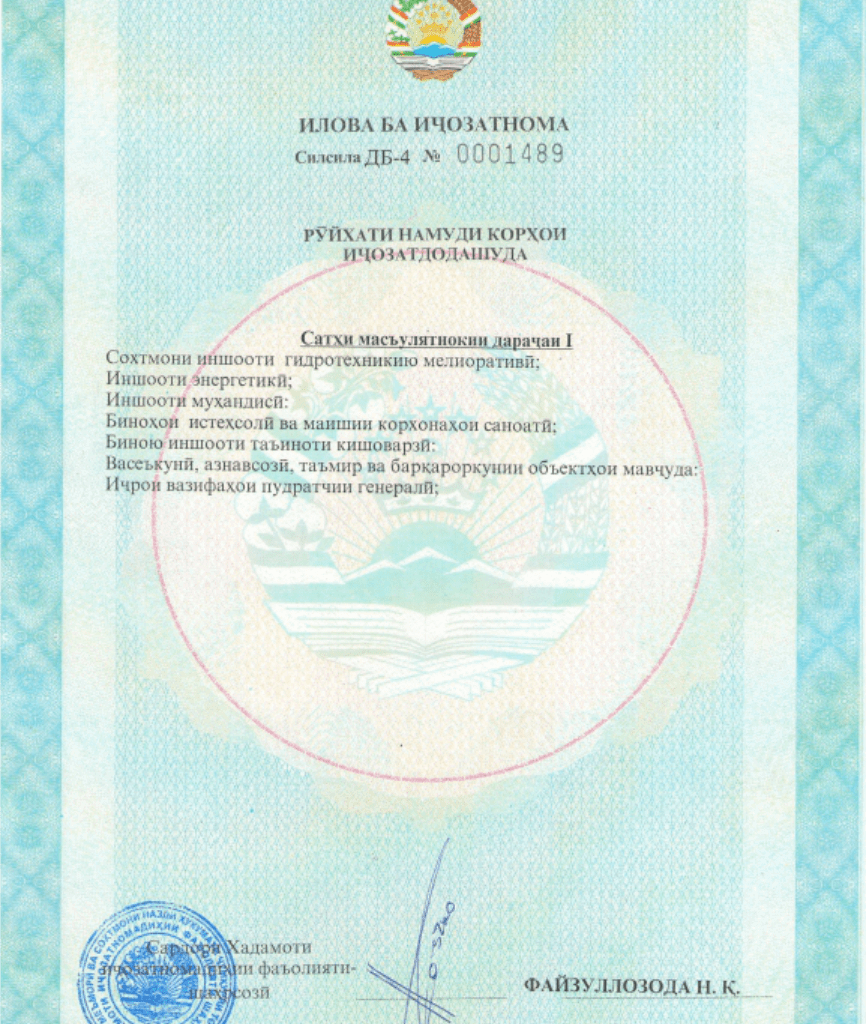 ИЛОВА БА ИҶОЗАТНОМА
Силсила ДБ-4 № 0001489
РӮЙХАТИ НАМУДИ КОРҲОИ
ИҶОЗАТДОДАШУДА
Сатҳи масъулятнокии дараҷаи I
Сохтмони иншооти гидротехникию мелиоративӣ;
Иншооти энергетикӣ;
Иншооти муҳандисӣ:
Биноҳои истеҳсолӣ ва маишии корхонаҳои саноатӣ;
Биною иншооти таъиноти кишоварзӣ:
Васеъкунӣ, азнавсозӣ, таъмир ва барқароркунии объектҳои мавҷуда:
Иҷрои вазифаҳои пудратчии генералӣ;
Сардори Хадамоти
иҷозатномадиҳии фаъолияти-
шаҳрсозӣ
ФАЙЗУЛЛОЗОДА Н. Қ.